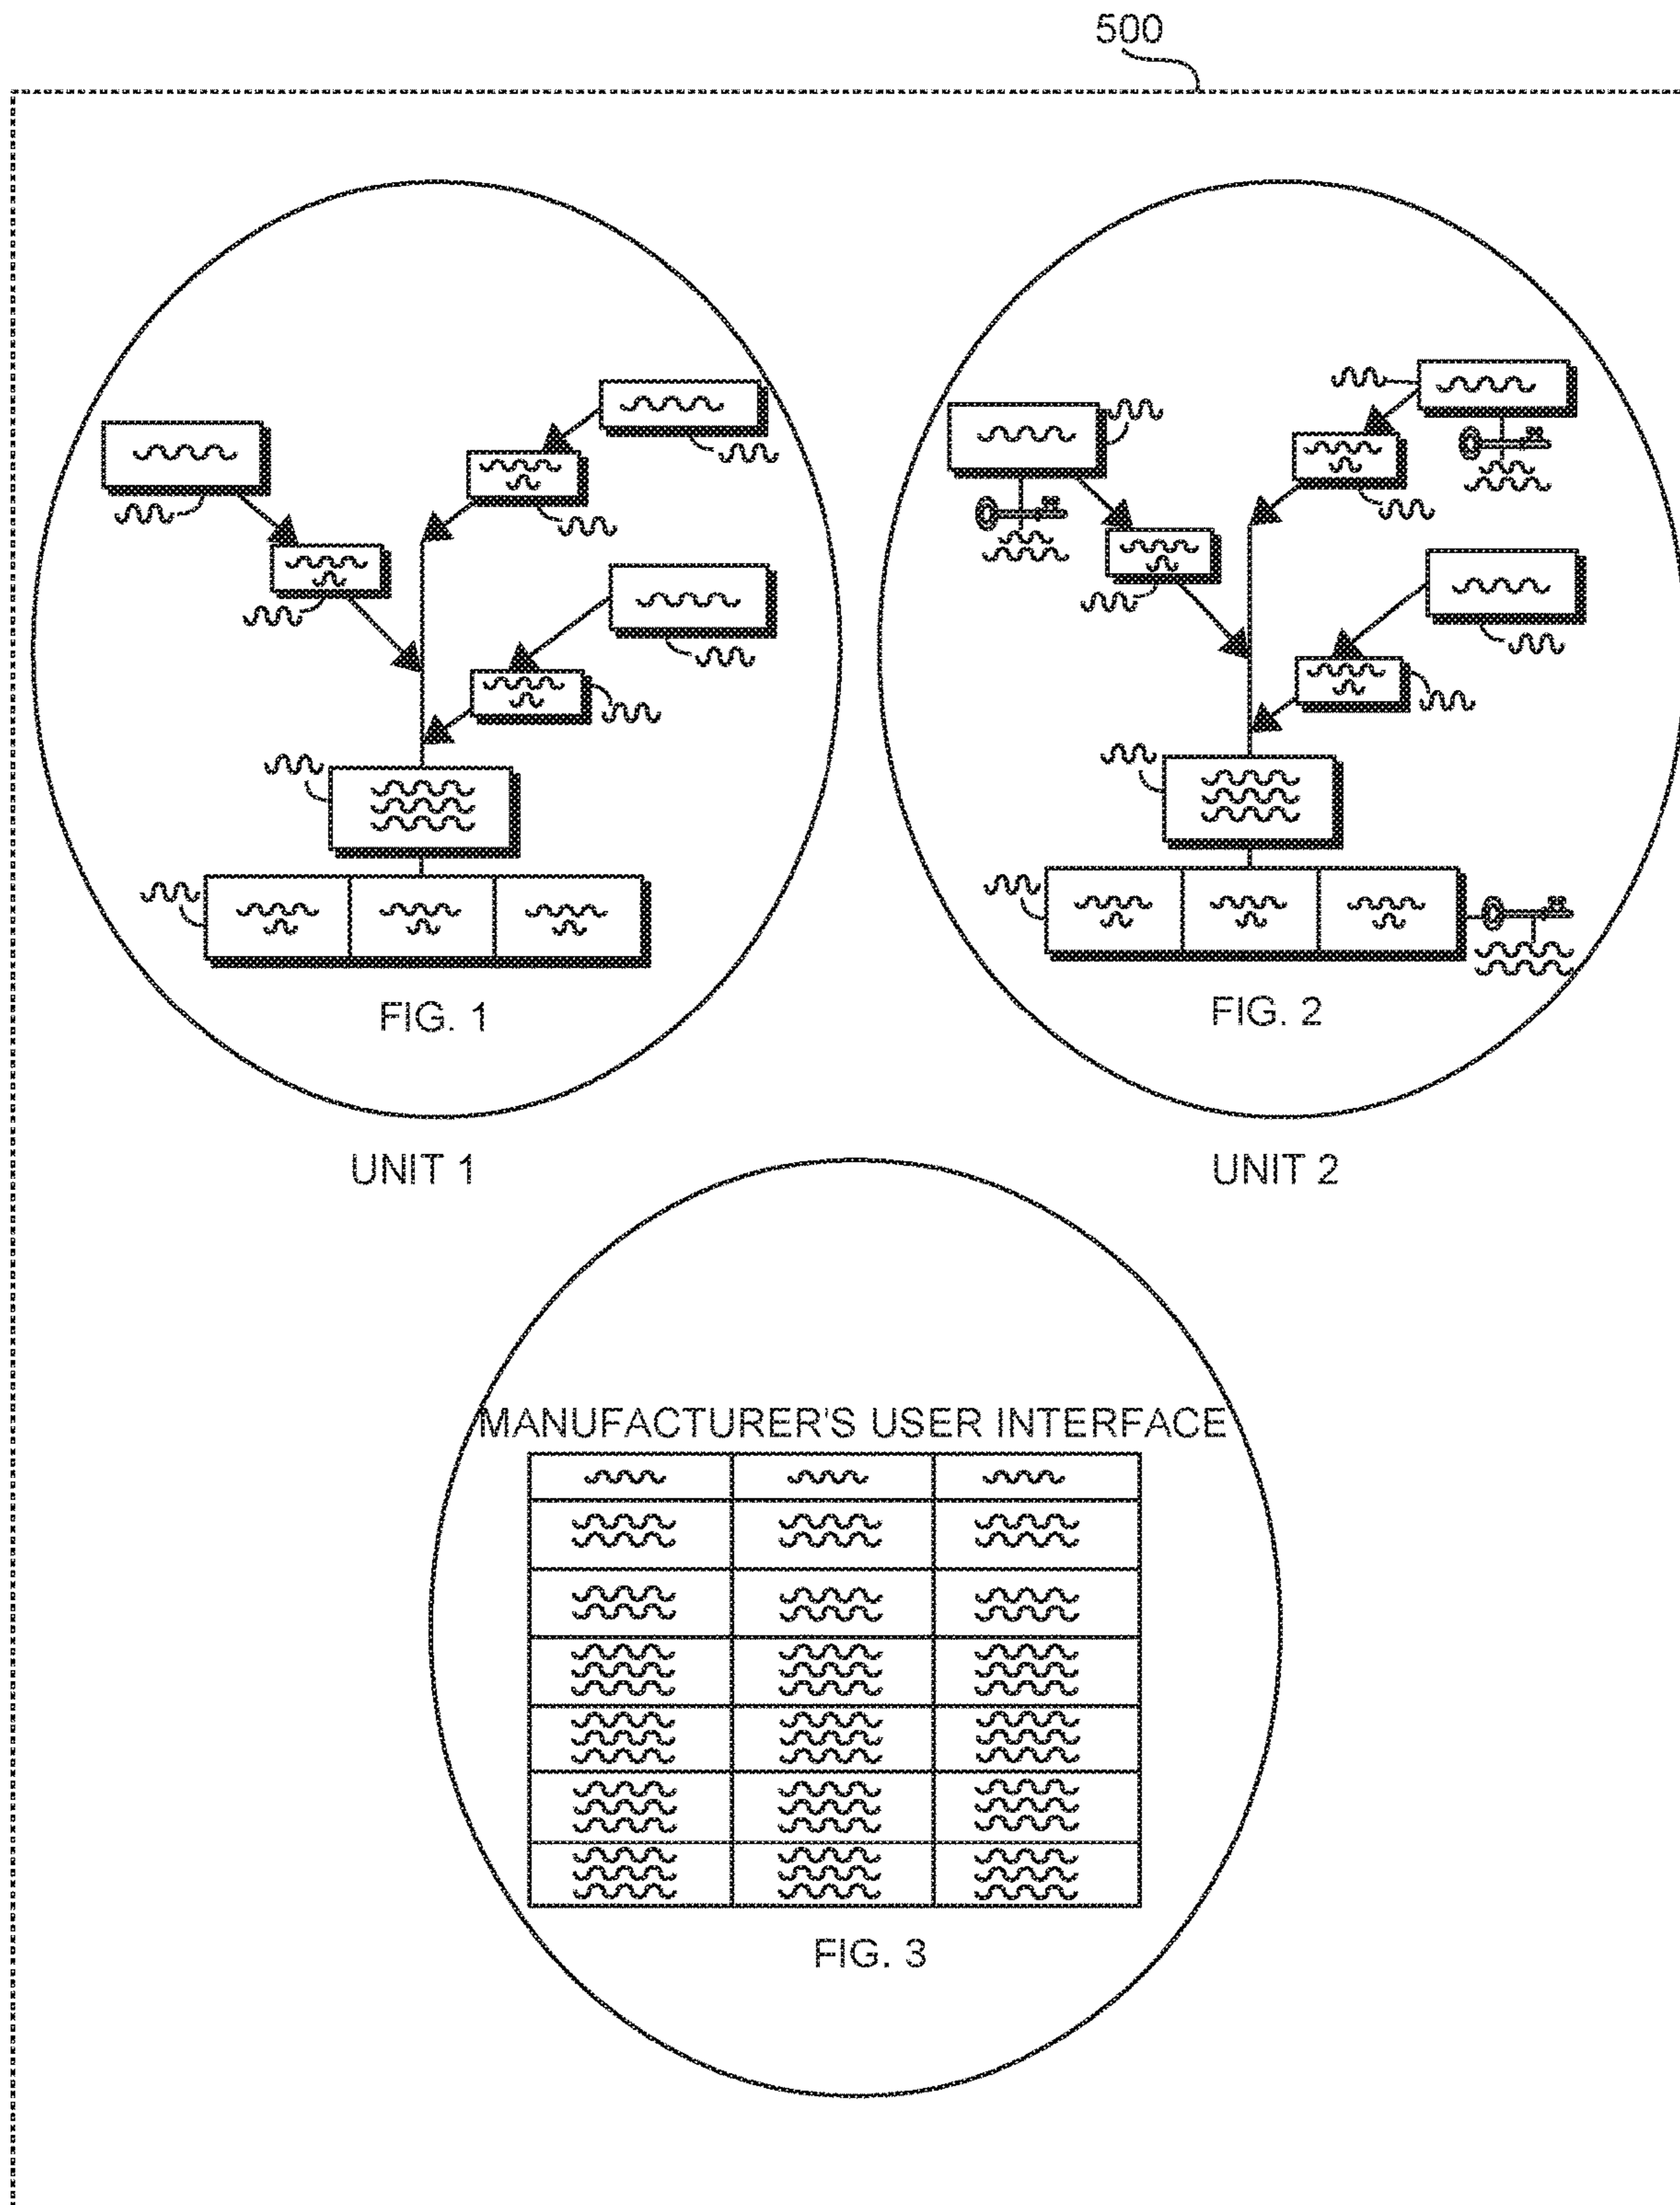 500
FIG. 1
FIG. 2
UNIT 1
UNIT 2
MANUFACTURER'S USER INTERFACE
FIG. 3